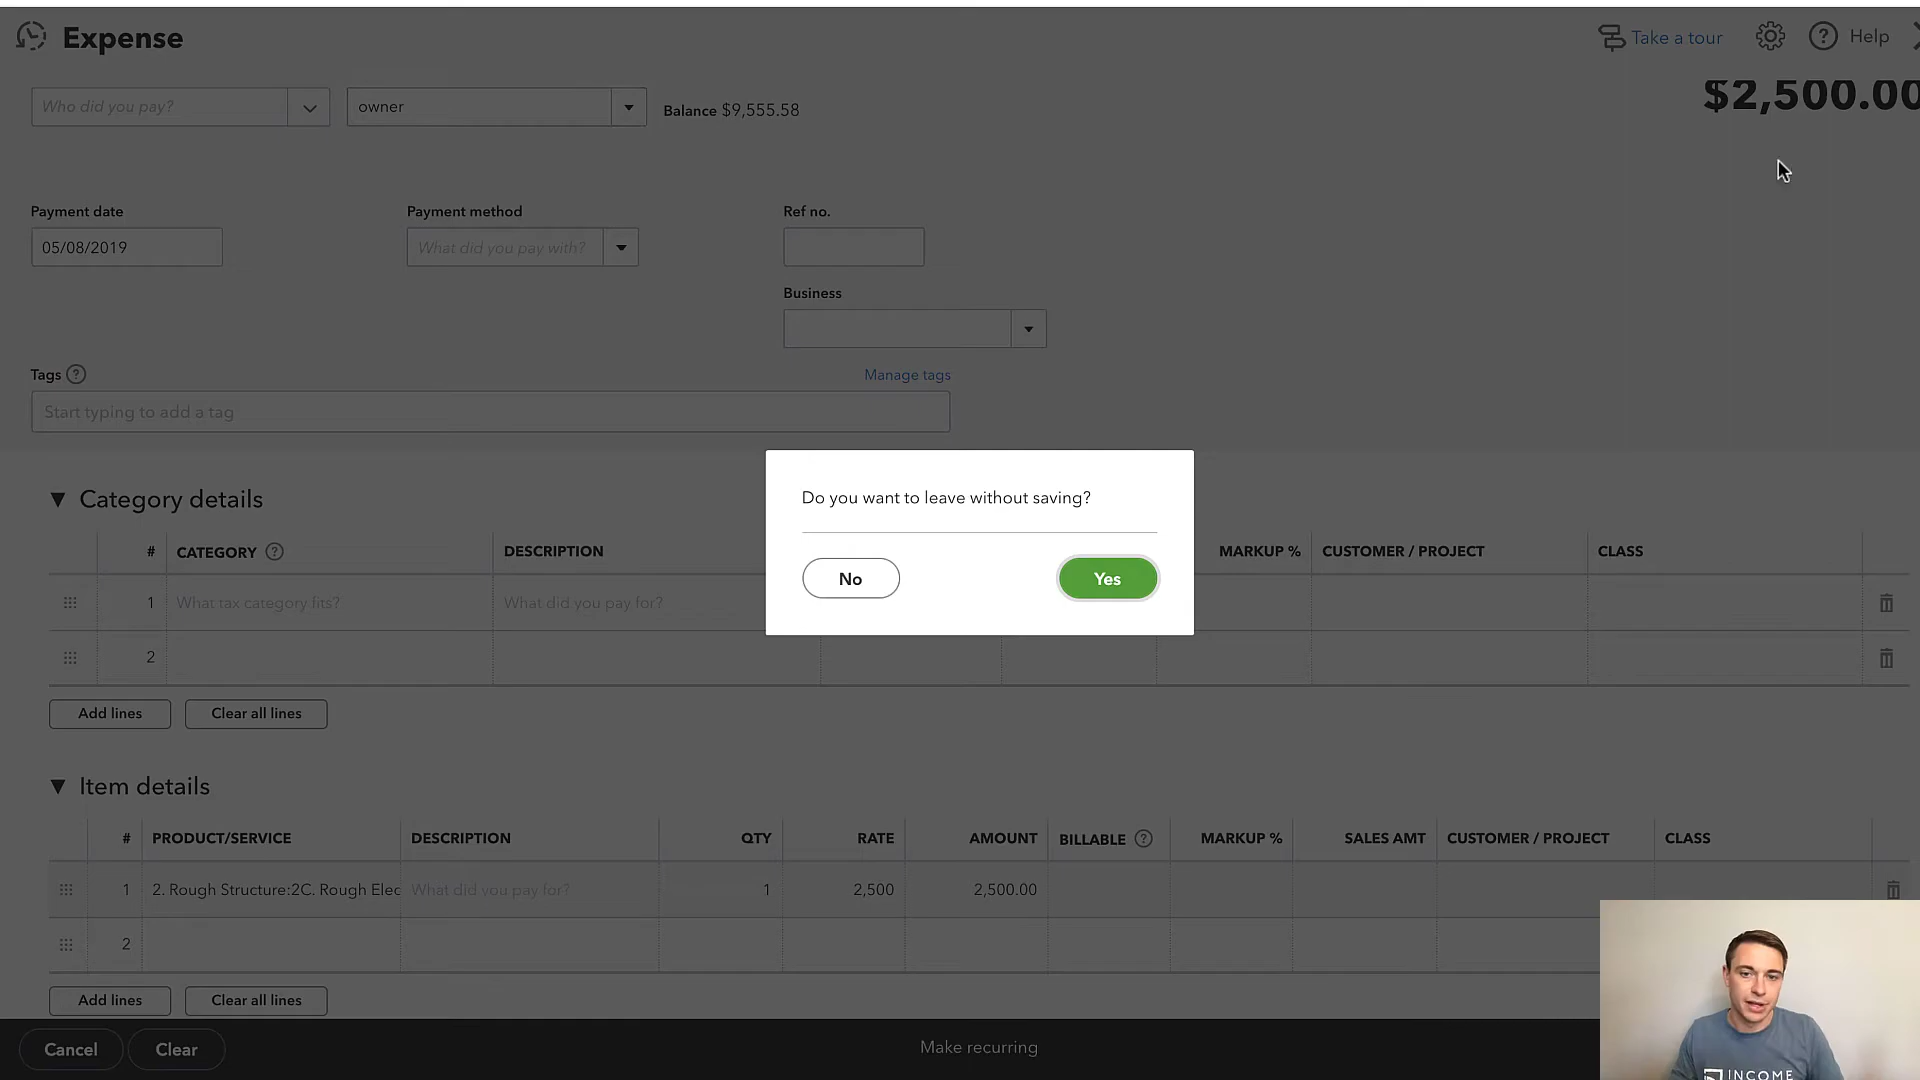 Expense
Take a tour
Help
Who did you pay?
owner
Balance $9,555.58
$2,500.00
Payment date
Payment method
Ref no.
05/08/2019
What did you pay with?
Business
Tags ?
Manage tags
Start typing to add a tag
Do you want to leave without saving?
No
Yes
Category details
# CATEGORY ? DESCRIPTION MARKUP % CUSTOMER / PROJECT CLASS
1 What tax category fits? What did you pay for?
2
Add lines
Clear all lines
Item details
# PRODUCT/SERVICE DESCRIPTION QTY RATE AMOUNT BILLABLE ? MARKUP % SALES AMT CUSTOMER / PROJECT CLASS
1 2. Rough Structure:2C. Rough Elec What did you pay for? 1 2,500 2,500.00
2
Add lines
Clear all lines
Cancel
Clear
Make recurring
INCOME